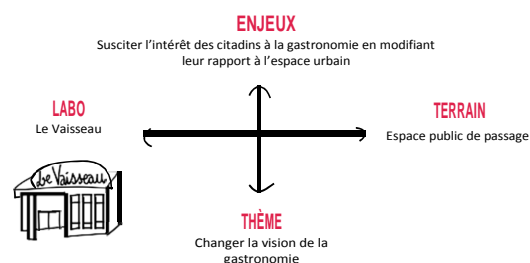 ENJEUX
Susciter l'intérêt des citadins à la gastronomie en modifiant
leur rapport à l'espace urbain
LABO
Le Vaisseau
TERRAIN
Espace public de passage
Le Vaisseau
THÈME
Changer la vision de la
gastronomie